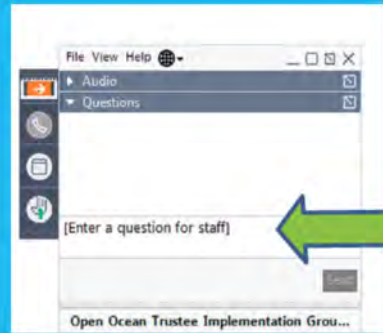 File View Help
Audio
Questions
[Enter a question for staff]
Send
Open Ocean Trustee Implementation Grou...